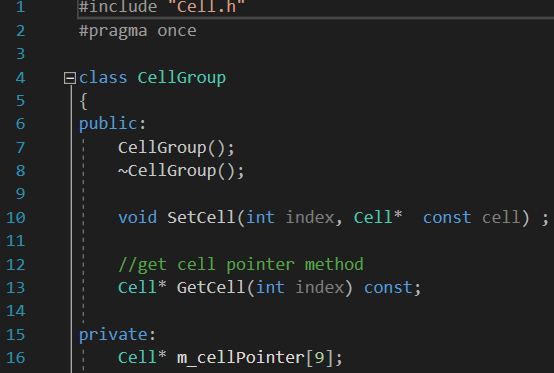 1 #include "Cell.h"
2 #pragma once
3
4 class CellGroup
5 {
6 public:
7 CellGroup();
8 ~CellGroup();
9
10 void SetCell(int index, Cell*  const cell) ;
11
12 //get cell pointer method
13 Cell* GetCell(int index) const;
14
15 private:
16 Cell* m_cellPointer[9];